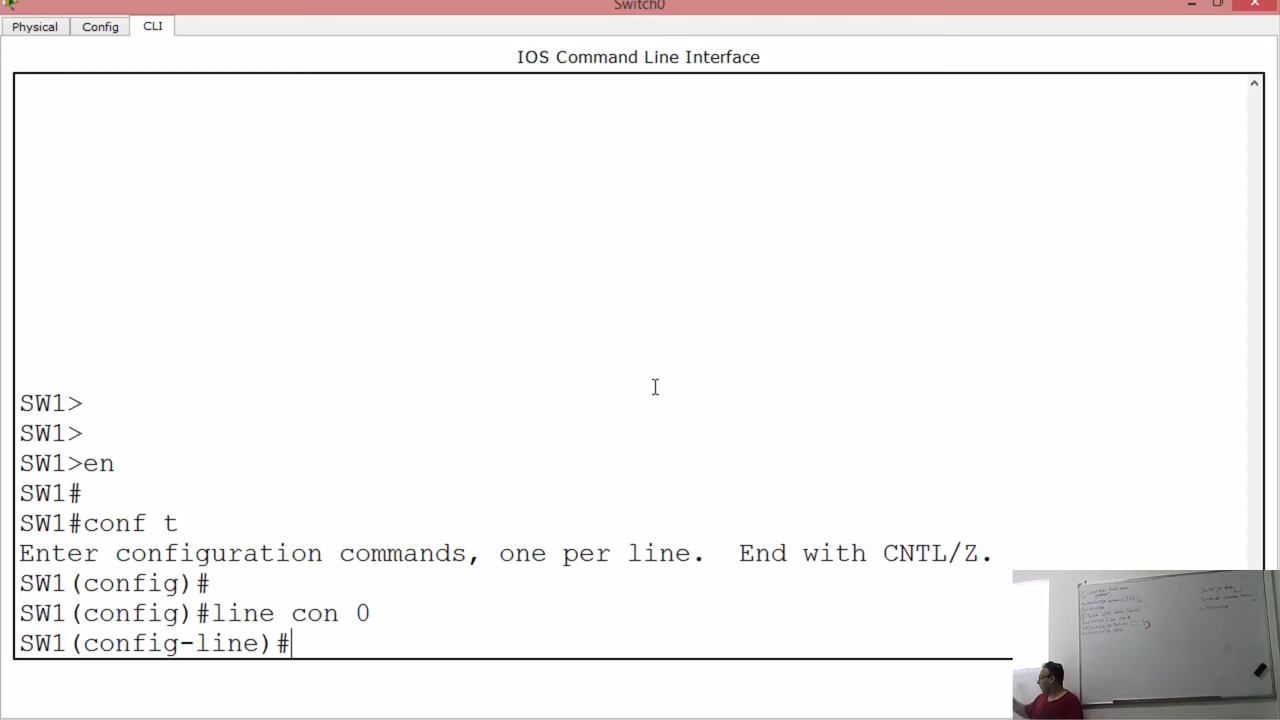 Switch0
Physical Config CLI
IOS Command Line Interface
SW1>
SW1>
SW1>en
SW1#
SW1#conf t
Enter configuration commands, one per line.  End with CNTL/Z.
SW1(config)#
SW1(config)#line con 0
SW1(config-line)#